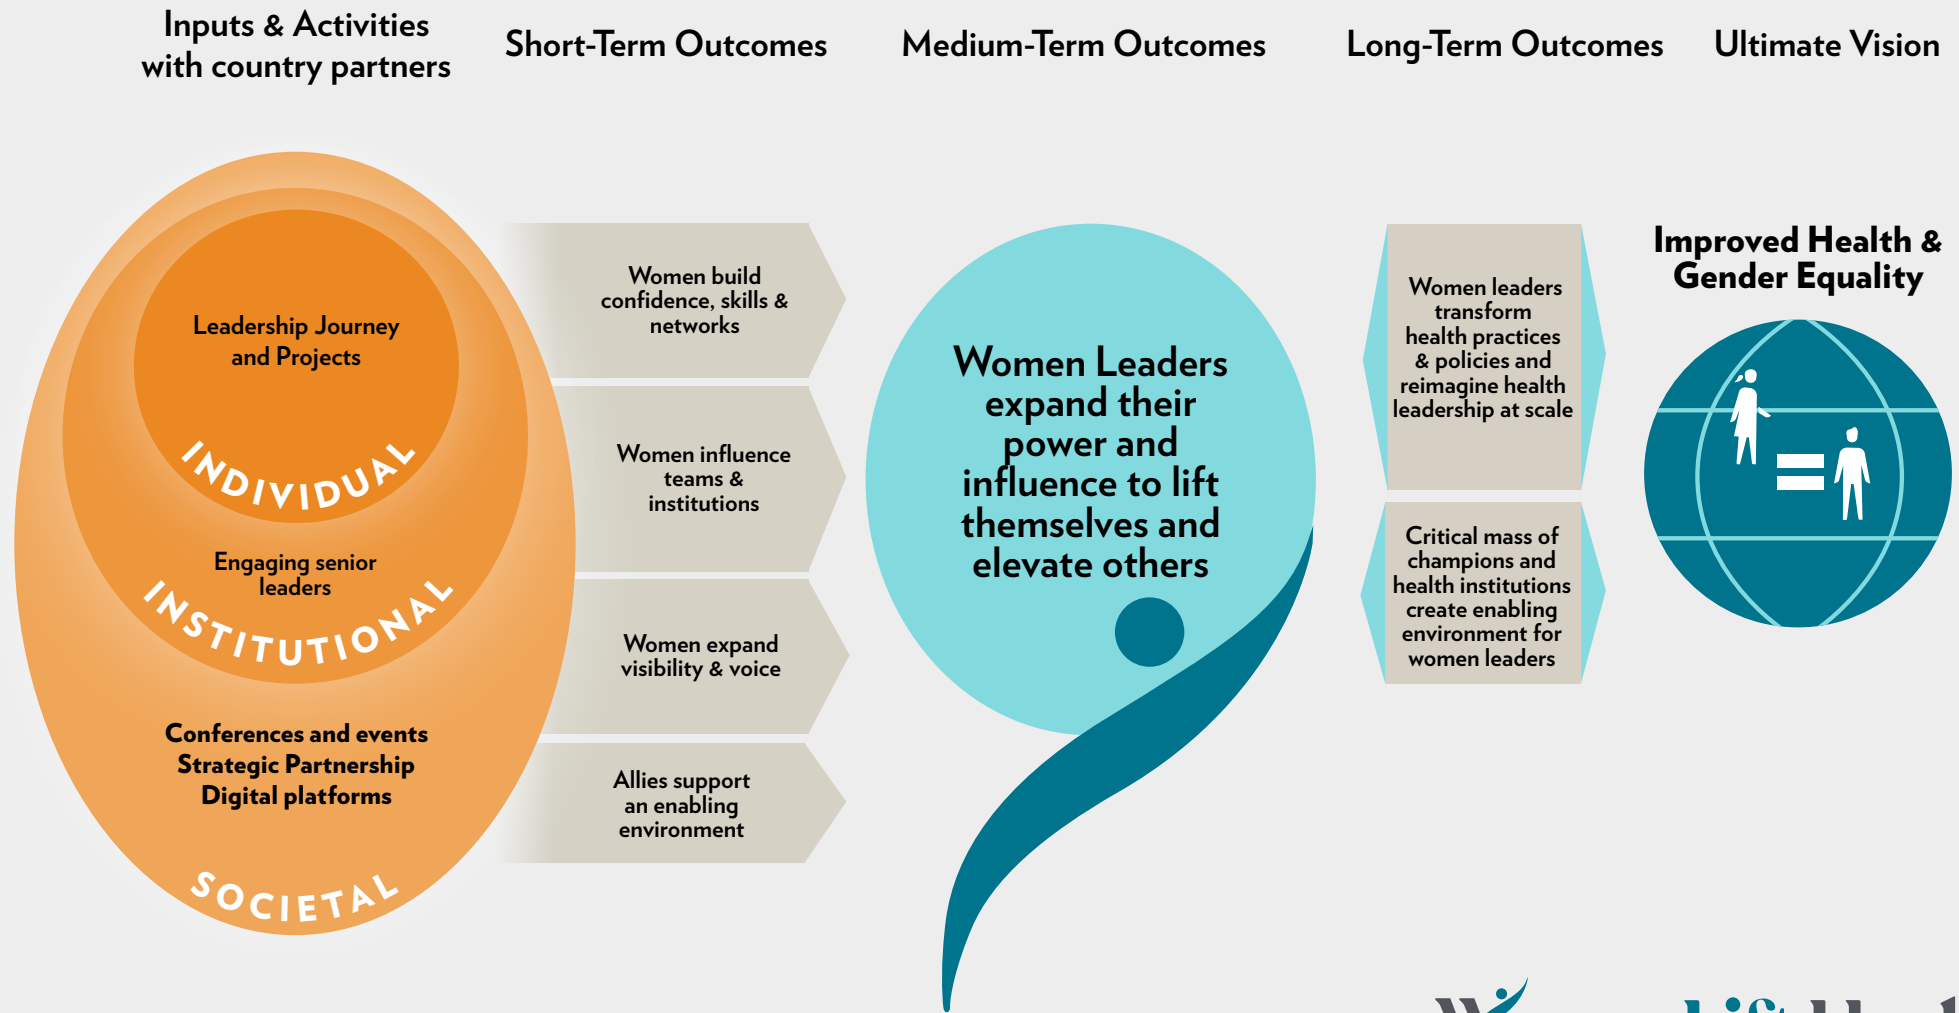 Inputs & Activities
with country partners
Short-Term Outcomes
Medium-Term Outcomes
Long-Term Outcomes
Ultimate Vision
Leadership Journey
and Projects
INDIVIDUAL
Engaging senior
leaders
INSTITUTIONAL
Conferences and events
Strategic Partnership
Digital platforms
SOCIETAL
Women build
confidence, skills &
networks
Women influence
teams &
institutions
Women expand
visibility & voice
Allies support
an enabling
environment
Women Leaders
expand their
power and
influence to lift
themselves and
elevate others
Women leaders
transform
health practices
& policies and
reimagine health
leadership at scale
Critical mass of
champions and
health institutions
create enabling
environment for
women leaders
Improved Health &
Gender Equality